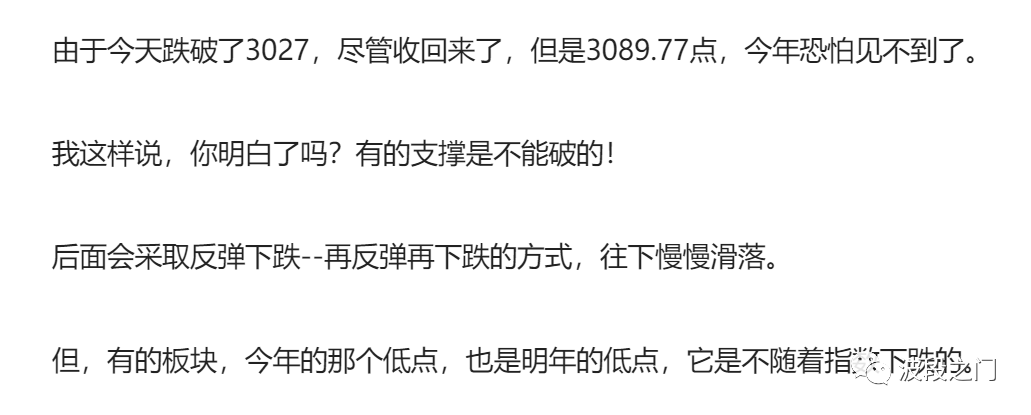 由于今天跌破了3027，尽管收回来了，但是3089.77点，今年恐怕见不到了。
我这样说，你明白了吗？有的支撑是不能破的！
后面会采取反弹下跌--再反弹再下跌的方式，往下慢慢滑落。
但，有的板块，今年的那个低点，也是明年的低点，它是不随着指数下跌的。
波段之门